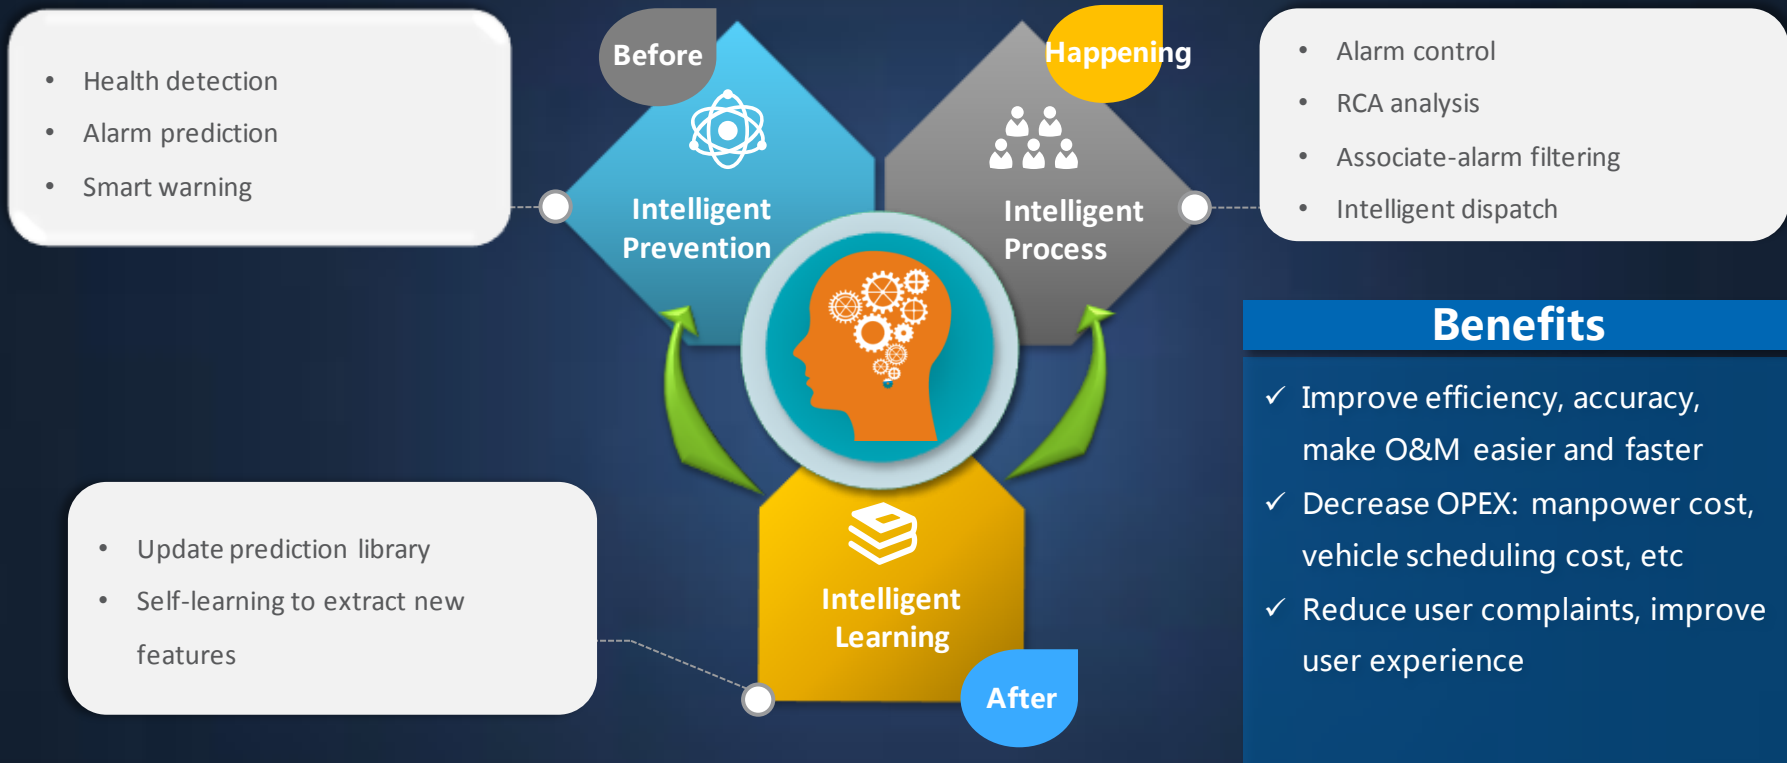 Before
Happening
• Health detection
• Alarm prediction
• Smart warning
Intelligent
Prevention
Intelligent
Process
• Alarm control
• RCA analysis
• Associate-alarm filtering
• Intelligent dispatch
• Update prediction library
• Self-learning to extract new
features
Intelligent
Learning
After
Benefits
✓ Improve efficiency, accuracy,
make O&M easier and faster
✓ Decrease OPEX: manpower cost,
vehicle scheduling cost, etc
✓ Reduce user complaints, improve
user experience